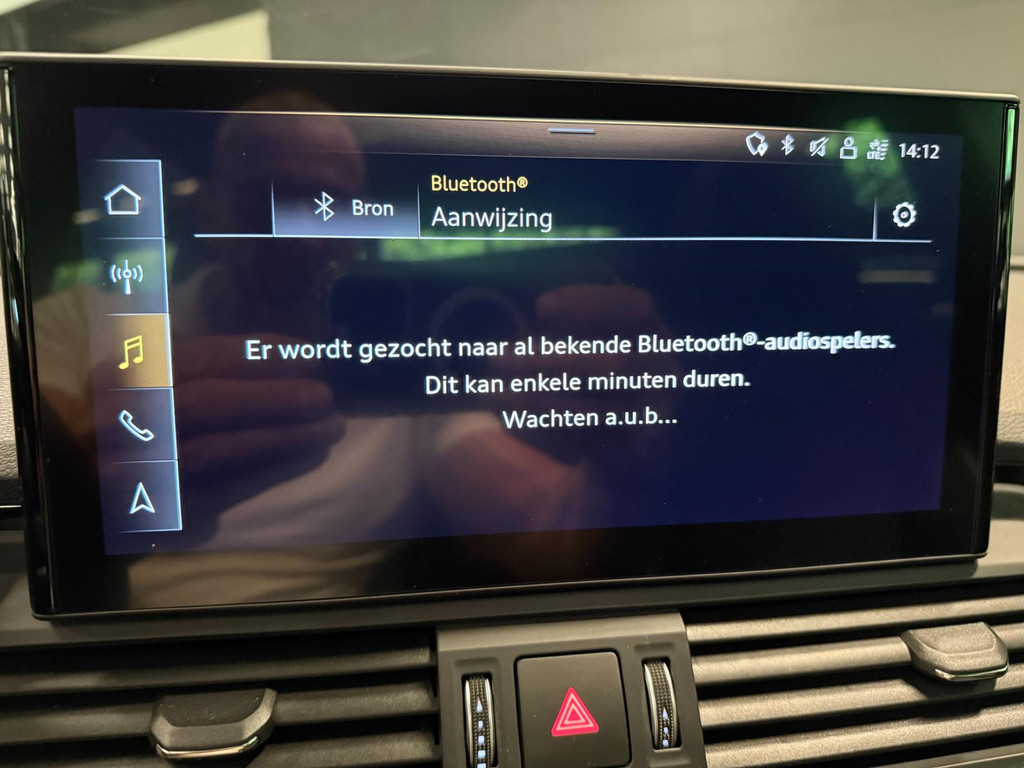 LTE
14:12
Bluetooth®
Bron
Aanwijzing
Er wordt gezocht naar al bekende Bluetooth®-audiospelers.
Dit kan enkele minuten duren.
Wachten a.u.b...